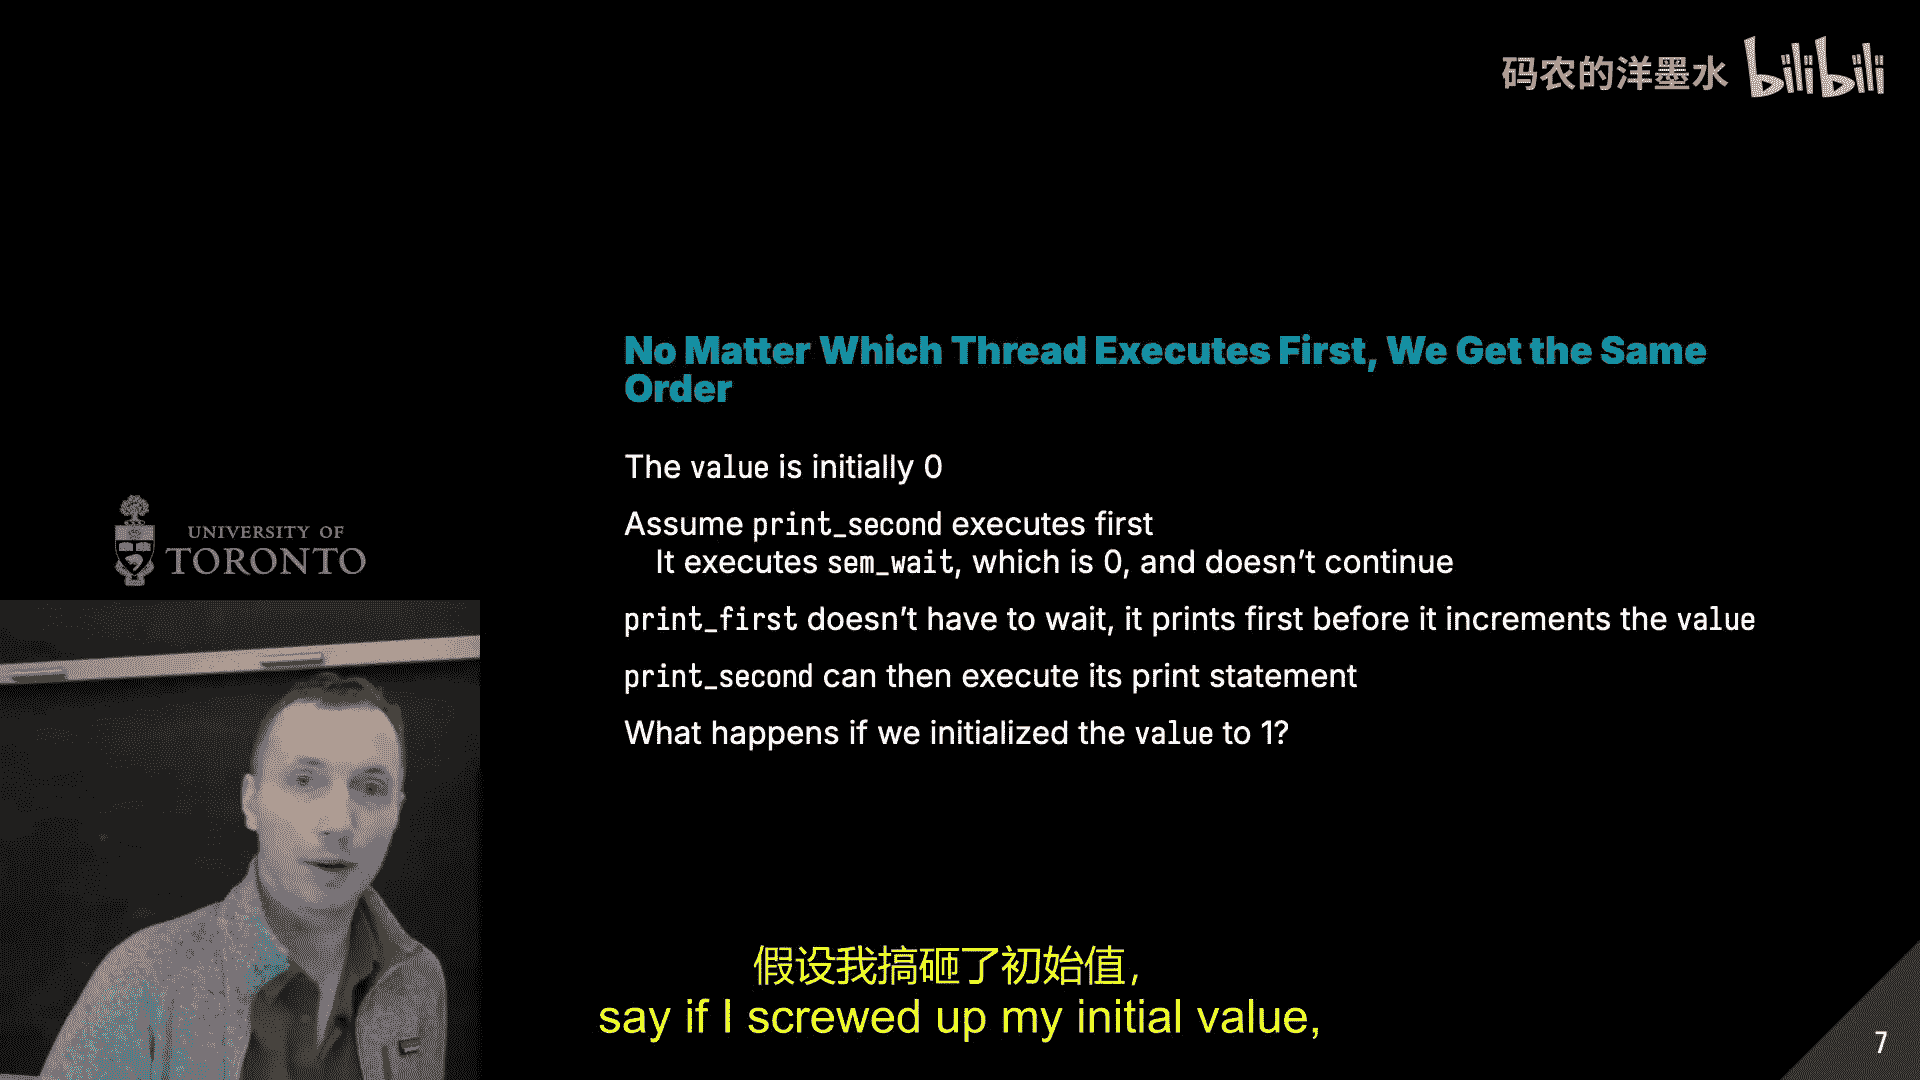 码农的洋墨水 bilibili
No Matter Which Thread Executes First, We Get the Same
Order
The value is initially 0
Assume print_second executes first
It executes sem_wait, which is 0, and doesn’t continue
print_first doesn’t have to wait, it prints first before it increments the value
print_second can then execute its print statement
What happens if we initialized the value to 1?
UNIVERSITY OF
TORONTO
假设我搞砸了初始值，
say if I screwed up my initial value,
7